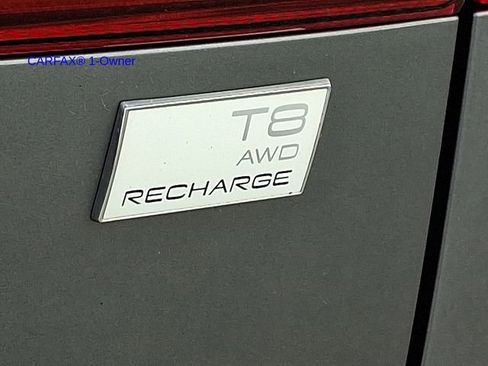 CARFAX® 1-Owner
T8
AWD
RECHARGE